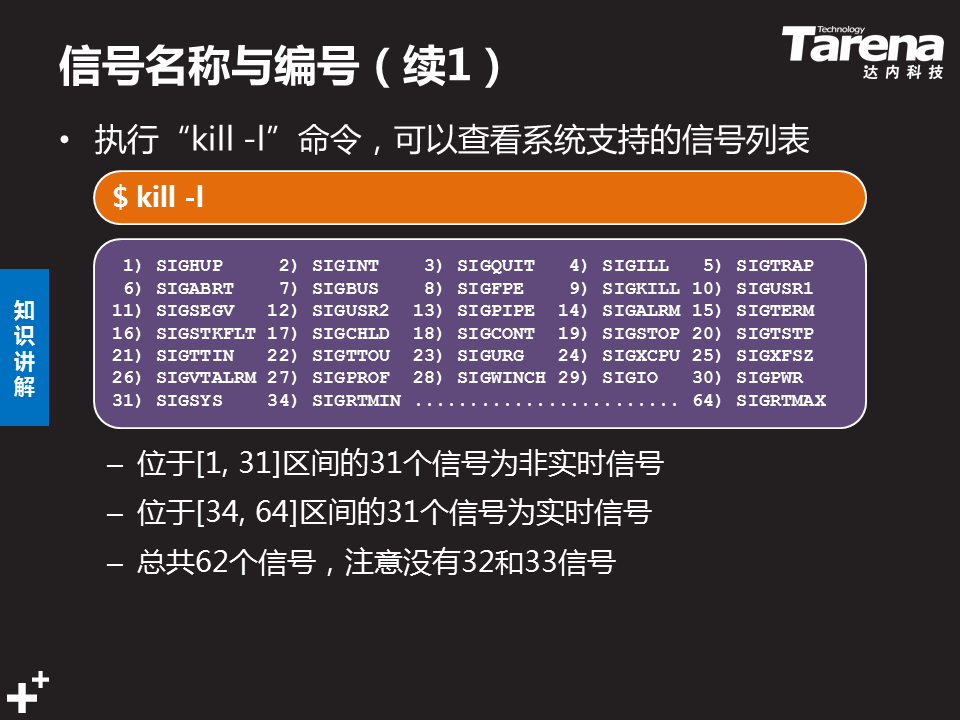 信号名称与编号（续1）
Technology
Tarena
达内科技
• 执行“kill -l”命令，可以查看系统支持的信号列表
$ kill -l
1) SIGHUP 2) SIGINT 3) SIGQUIT 4) SIGILL 5) SIGTRAP
6) SIGABRT 7) SIGBUS 8) SIGFPE 9) SIGKILL 10) SIGUSR1
11) SIGSEGV 12) SIGUSR2 13) SIGPIPE 14) SIGALRM 15) SIGTERM
16) SIGSTKFLT 17) SIGCHLD 18) SIGCONT 19) SIGSTOP 20) SIGTSTP
21) SIGTTIN 22) SIGTTOU 23) SIGURG 24) SIGXCPU 25) SIGXFSZ
26) SIGVTALRM 27) SIGPROF 28) SIGWINCH 29) SIGIO 30) SIGPWR
31) SIGSYS 34) SIGRTMIN ........................ 64) SIGRTMAX
知识讲解
– 位于[1, 31]区间的31个信号为非实时信号
– 位于[34, 64]区间的31个信号为实时信号
– 总共62个信号，注意没有32和33信号